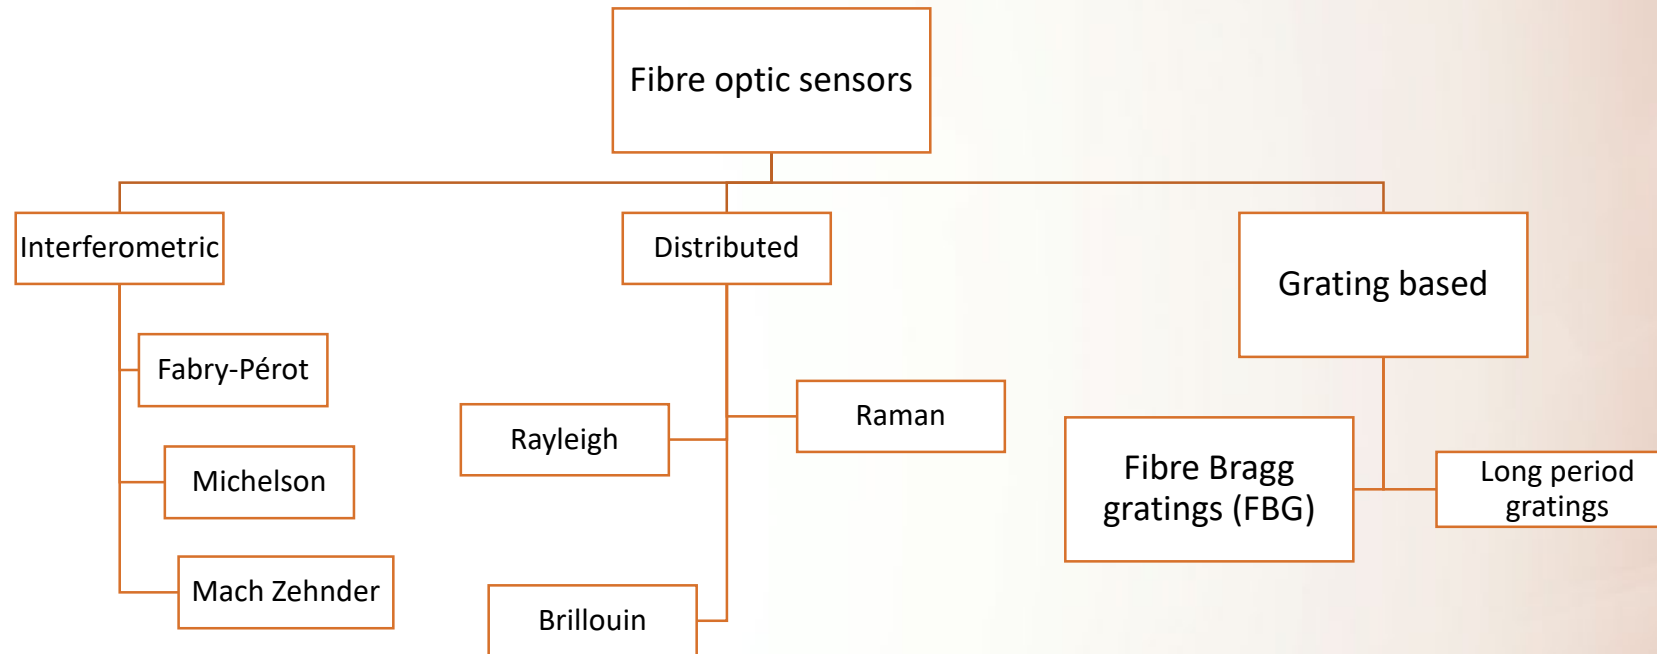 Fibre optic sensors
Interferometric
Distributed
Grating based
Fabry-Pérot
Michelson
Mach Zehnder
Rayleigh
Raman
Brillouin
Fibre Bragg
gratings (FBG)
Long period
gratings